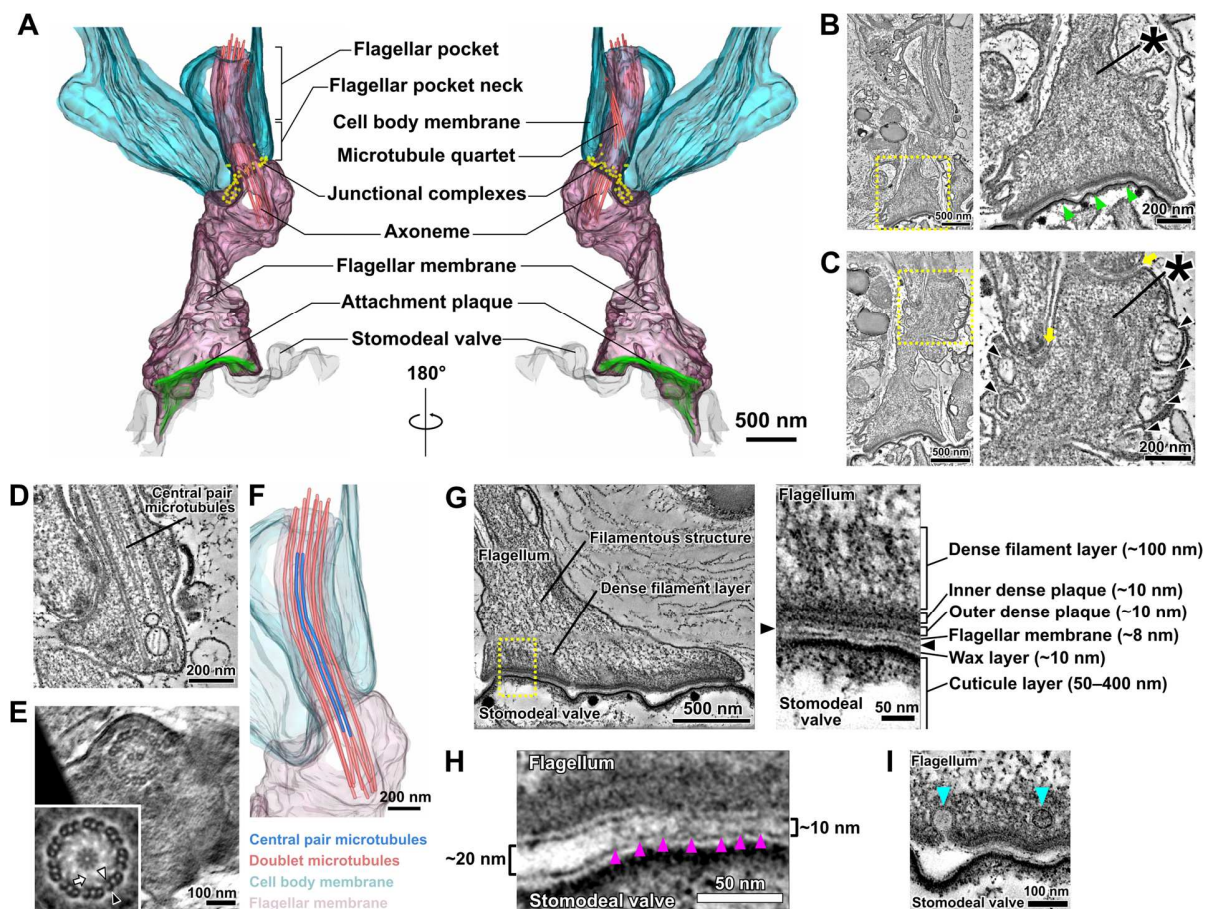 A
Flagellar pocket
Flagellar pocket neck
Cell body membrane
Microtubule quartet
Junctional complexes
Axoneme
Flagellar membrane
Attachment plaque
Stomodeal valve
180°
500 nm
B
500 nm
*
200 nm
C
500 nm
*
200 nm
D
Central pair
microtubules
200 nm
E
100 nm
F
200 nm
Central pair microtubules
Doublet microtubules
Cell body membrane
Flagellar membrane
G
Flagellum
Filamentous structure
Dense filament layer
Stomodeal valve
500 nm
Flagellum
Stomodeal
valve
50 nm
Dense filament layer (~100 nm)
Inner dense plaque (~10 nm)
Outer dense plaque (~10 nm)
Flagellar membrane (~8 nm)
Wax layer (~10 nm)
Cuticule layer (50–400 nm)
H
Flagellum
~20 nm
~10 nm
Stomodeal valve
50 nm
I
Flagellum
Stomodeal valve
100 nm